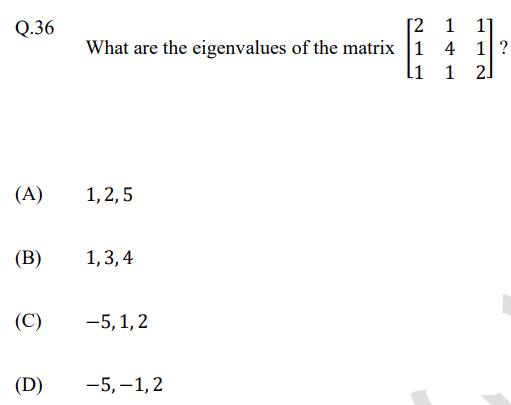 Q.36
What are the eigenvalues of the matrix [2 1 1
1 4 1
1 1 2] ?
(A) 1, 2, 5
(B) 1, 3, 4
(C) −5, 1, 2
(D) −5, −1, 2